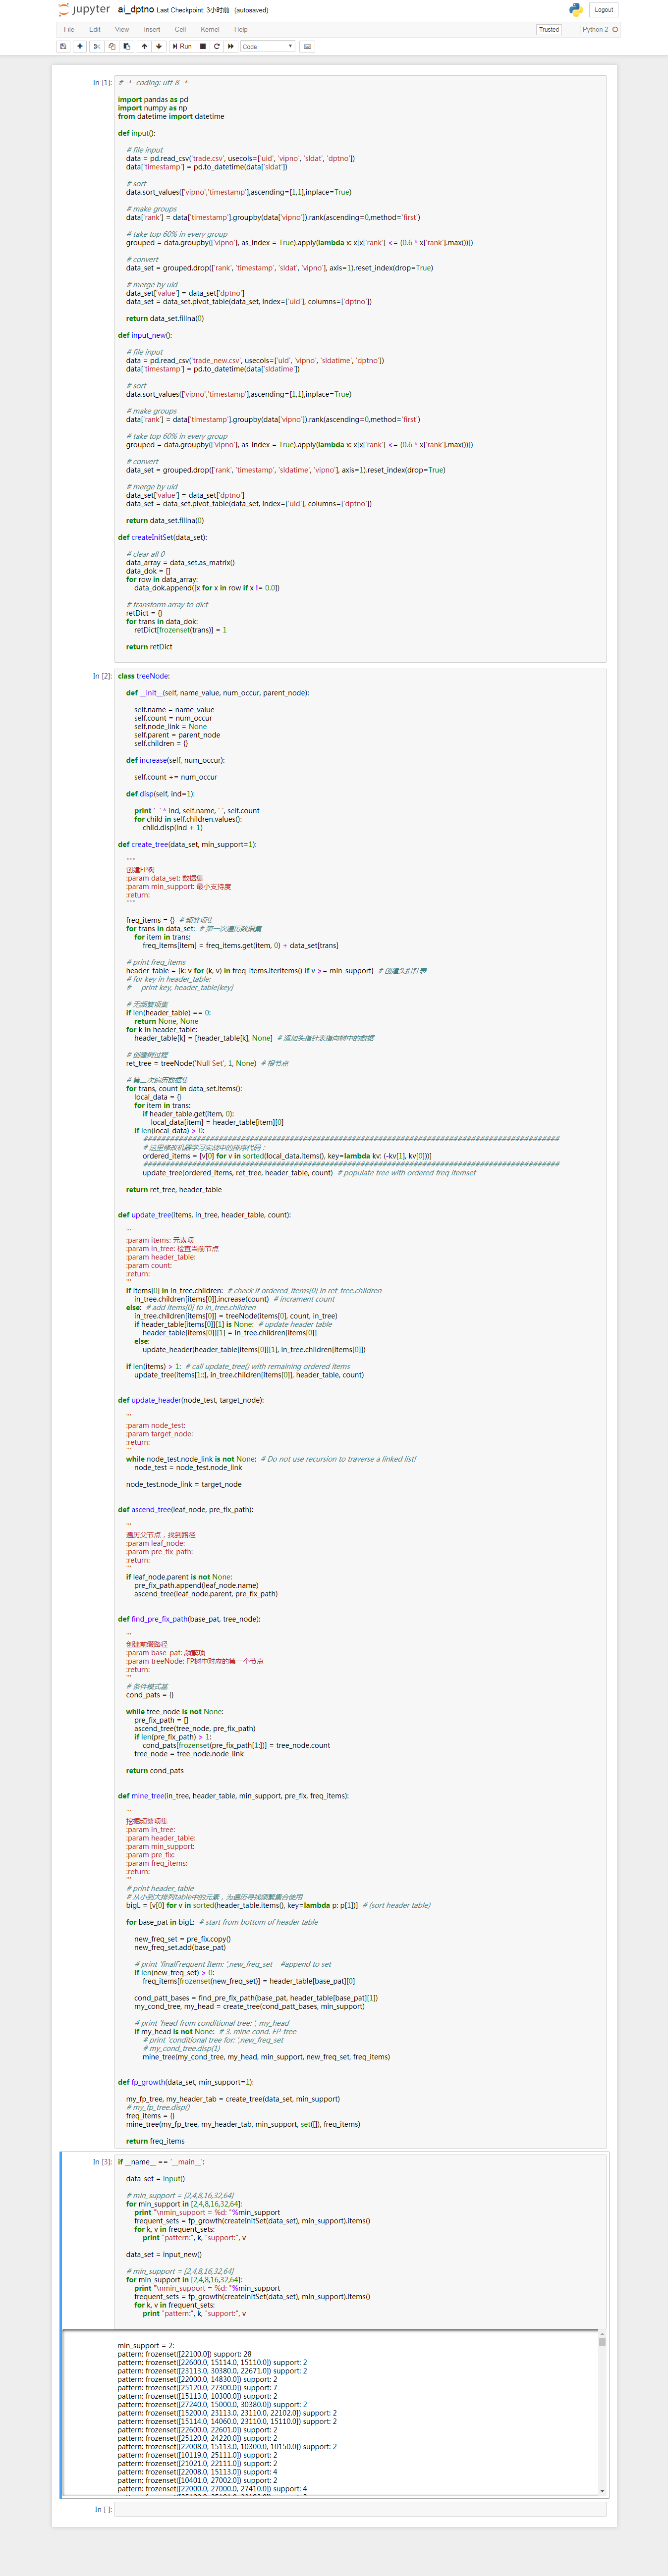 jupyter ai_dptno Last Checkpoint: 3小时前 (autosaved)
Logout
File Edit View Insert Cell Kernel Help
Trusted Python 2
Run Code
In [1]:
# -*- coding: utf-8 -*-
import pandas as pd
import numpy as np
from datetime import datetime
def input():
# file input
data = pd.read_csv('trade.csv', usecols=['uid', 'vipno', 'sldat', 'dptno'])
data['timestamp'] = pd.to_datetime(data['sldat'])
# sort
data.sort_values(['vipno','timestamp'],ascending=[1,1],inplace=True)
# make groups
data['rank'] = data['timestamp'].groupby(data['vipno']).rank(ascending=0,method='first')
# take top 60% in every group
grouped = data.groupby(['vipno'], as_index = True).apply(lambda x: x[x['rank'] <= (0.6 * x['rank'].max())])
# convert
data_set = grouped.drop(['rank', 'timestamp', 'sldat', 'vipno'], axis=1).reset_index(drop=True)
# merge by uid
data_set['value'] = data_set['dptno']
data_set = data_set.pivot_table(data_set, index=['uid'], columns=['dptno'])
return data_set.fillna(0)
def input_new():
# file input
data = pd.read_csv('trade_new.csv', usecols=['uid', 'vipno', 'sldatime', 'dptno'])
data['timestamp'] = pd.to_datetime(data['sldatime'])
# sort
data.sort_values(['vipno','timestamp'],ascending=[1,1],inplace=True)
# make groups
data['rank'] = data['timestamp'].groupby(data['vipno']).rank(ascending=0,method='first')
# take top 60% in every group
grouped = data.groupby(['vipno'], as_index = True).apply(lambda x: x[x['rank'] <= (0.6 * x['rank'].max())])
# convert
data_set = grouped.drop(['rank', 'timestamp', 'sldatime', 'vipno'], axis=1).reset_index(drop=True)
# merge by uid
data_set['value'] = data_set['dptno']
data_set = data_set.pivot_table(data_set, index=['uid'], columns=['dptno'])
return data_set.fillna(0)
def createInitSet(data_set):
# clear all 0
data_array = data_set.as_matrix()
data_dok = []
for row in data_array:
data_dok.append([x for x in row if x != 0.0])
# transform array to dict
retDict = {}
for trans in data_dok:
retDict[frozenset(trans)] = 1
return retDict
In [2]:
class treeNode:
def __init__(self, name_value, num_occur, parent_node):
self.name = name_value
self.count = num_occur
self.node_link = None
self.parent = parent_node
self.children = {}
def increase(self, num_occur):
self.count += num_occur
def disp(self, ind=1):
print ' ' * ind, self.name, ' ', self.count
for child in self.children.values():
child.disp(ind + 1)
def create_tree(data_set, min_support=1):
"""
创建FP树
:param data_set: 数据集
:param min_support: 最小支持度
:return:
"""
freq_items = {} # 频繁项集
for trans in data_set: # 第一次遍历数据集
for item in trans:
freq_items[item] = freq_items.get(item, 0) + data_set[trans]
# print freq_items
header_table = {k: v for (k, v) in freq_items.iteritems() if v >= min_support} # 创建头指针表
# for key in header_table:
# print key, header_table[key]
# 无频繁项集
if len(header_table) == 0:
return None, None
for k in header_table:
header_table[k] = [header_table[k], None] # 添加头指针表指向树中的数据
# 创建树过程
ret_tree = treeNode('Null Set', 1, None) # 根节点
# 第二次遍历数据集
for trans, count in data_set.items():
local_data = {}
for item in trans:
if header_table.get(item, 0):
local_data[item] = header_table[item][0]
if len(local_data) > 0:
# 这里修改机器学习实战中的排序代码：
ordered_items = [v[0] for v in sorted(local_data.items(), key=lambda kv: (-kv[1], kv[0]))]
update_tree(ordered_items, ret_tree, header_table, count) # populate tree with ordered freq itemset
return ret_tree, header_table
def update_tree(items, in_tree, header_table, count):
'''
:param items: 元素项
:param in_tree: 检查当前节点
:param header_table:
:param count:
:return:
'''
if items[0] in in_tree.children: # check if ordered_items[0] in ret_tree.children
in_tree.children[items[0]].increase(count) # incrament count
else: # add items[0] to in_tree.children
in_tree.children[items[0]] = treeNode(items[0], count, in_tree)
if header_table[items[0]][1] is None: # update header table
header_table[items[0]][1] = in_tree.children[items[0]]
else:
update_header(header_table[items[0]][1], in_tree.children[items[0]])
if len(items) > 1: # call update_tree() with remaining ordered items
update_tree(items[1::], in_tree.children[items[0]], header_table, count)
def update_header(node_test, target_node):
'''
:param node_test:
:param target_node:
:return:
'''
while node_test.node_link is not None: # Do not use recursion to traverse a linked list!
node_test = node_test.node_link
node_test.node_link = target_node
def ascend_tree(leaf_node, pre_fix_path):
'''
遍历父节点，找到路径
:param leaf_node:
:param pre_fix_path:
:return:
'''
if leaf_node.parent is not None:
pre_fix_path.append(leaf_node.name)
ascend_tree(leaf_node.parent, pre_fix_path)
def find_pre_fix_path(base_pat, tree_node):
'''
创建前缀路径
:param base_pat: 频繁项
:param treeNode: FP树中对应的第一个节点
:return:
'''
# 条件模式基
cond_pats = {}
while tree_node is not None:
pre_fix_path = []
ascend_tree(tree_node, pre_fix_path)
if len(pre_fix_path) > 1:
cond_pats[frozenset(pre_fix_path[1:])] = tree_node.count
tree_node = tree_node.node_link
return cond_pats
def mine_tree(in_tree, header_table, min_support, pre_fix, freq_items):
'''
挖掘频繁项集
:param in_tree:
:param header_table:
:param min_support:
:param pre_fix:
:param freq_items:
:return:
'''
# print header_table
# 从小到大排列table中的元素，为遍历寻找频繁集合使用
bigL = [v[0] for v in sorted(header_table.items(), key=lambda p: p[1])] # (sort header table)
for base_pat in bigL: # start from bottom of header table
new_freq_set = pre_fix.copy()
new_freq_set.add(base_pat)
# print 'finalFrequent Item: ',new_freq_set #append to set
if len(new_freq_set) > 0:
freq_items[frozenset(new_freq_set)] = header_table[base_pat][0]
cond_patt_bases = find_pre_fix_path(base_pat, header_table[base_pat][1])
my_cond_tree, my_head = create_tree(cond_patt_bases, min_support)
# print 'head from conditional tree: ', my_head
if my_head is not None: # 3. mine cond. FP-tree
# print 'conditional tree for: ',new_freq_set
# my_cond_tree.disp(1)
mine_tree(my_cond_tree, my_head, min_support, new_freq_set, freq_items)
def fp_growth(data_set, min_support=1):
my_fp_tree, my_header_tab = create_tree(data_set, min_support)
# my_fp_tree.disp()
freq_items = {}
mine_tree(my_fp_tree, my_header_tab, min_support, set([]), freq_items)
return freq_items
In [3]:
if __name__ == '__main__':
data_set = input()
# min_support = [2,4,8,16,32,64]
for min_support in [2,4,8,16,32,64]:
print "\nmin_support = %d: "%min_support
frequent_sets = fp_growth(createInitSet(data_set), min_support).items()
for k, v in frequent_sets:
print "pattern:", k, "support:", v
data_set = input_new()
# min_support = [2,4,8,16,32,64]
for min_support in [2,4,8,16,32,64]:
print "\nmin_support = %d: "%min_support
frequent_sets = fp_growth(createInitSet(data_set), min_support).items()
for k, v in frequent_sets:
print "pattern:", k, "support:", v
min_support = 2:
pattern: frozenset([22100.0]) support: 28
pattern: frozenset([22600.0, 15114.0, 15110.0]) support: 2
pattern: frozenset([23113.0, 30380.0, 22671.0]) support: 2
pattern: frozenset([22000.0, 14830.0]) support: 2
pattern: frozenset([25120.0, 27300.0]) support: 7
pattern: frozenset([15113.0, 10300.0]) support: 2
pattern: frozenset([27240.0, 15000.0, 30380.0]) support: 2
pattern: frozenset([15200.0, 23113.0, 23110.0, 22102.0]) support: 2
pattern: frozenset([15114.0, 14060.0, 23110.0, 15110.0]) support: 2
pattern: frozenset([22600.0, 22601.0]) support: 2
pattern: frozenset([25120.0, 24220.0]) support: 2
pattern: frozenset([22008.0, 15113.0, 10300.0, 10150.0]) support: 2
pattern: frozenset([10119.0, 25111.0]) support: 2
pattern: frozenset([21021.0, 22111.0]) support: 2
pattern: frozenset([22008.0, 15113.0]) support: 4
pattern: frozenset([10401.0, 27002.0]) support: 2
pattern: frozenset([22000.0, 27000.0, 27410.0]) support: 4
In [ ]: